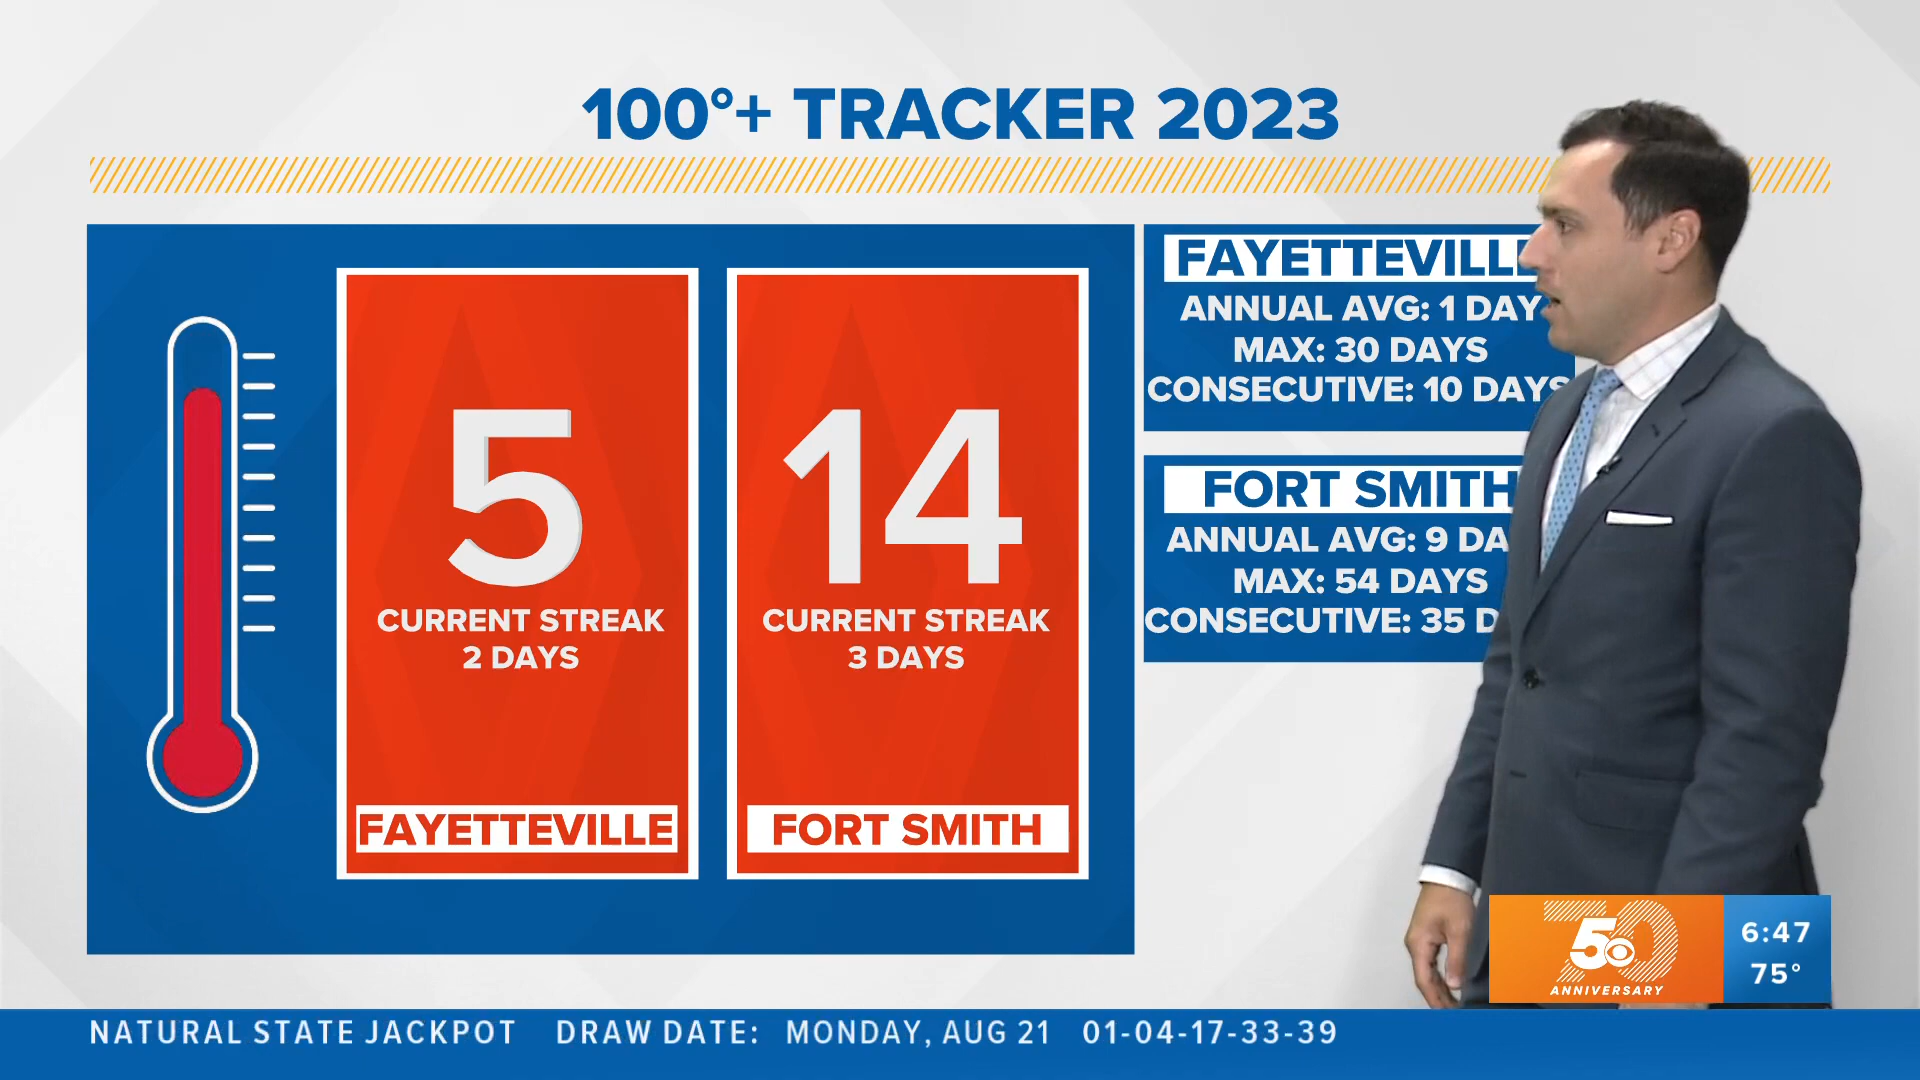 100°+ TRACKER 2023
5
CURRENT STREAK
2 DAYS
FAYETTEVILLE
14
CURRENT STREAK
3 DAYS
FORT SMITH
FAYETTEVILL
ANNUAL AVG: 1 DAY
MAX: 30 DAYS
CONSECUTIVE: 10 DAYS
FORT SMITH
ANNUAL AVG: 9 DA
MAX: 54 DAYS
CONSECUTIVE: 35 D
70
5
ANNIVERSARY
6:47
75°
NATURAL STATE JACKPOT DRAW DATE: MONDAY, AUG 21 01-04-17-33-39